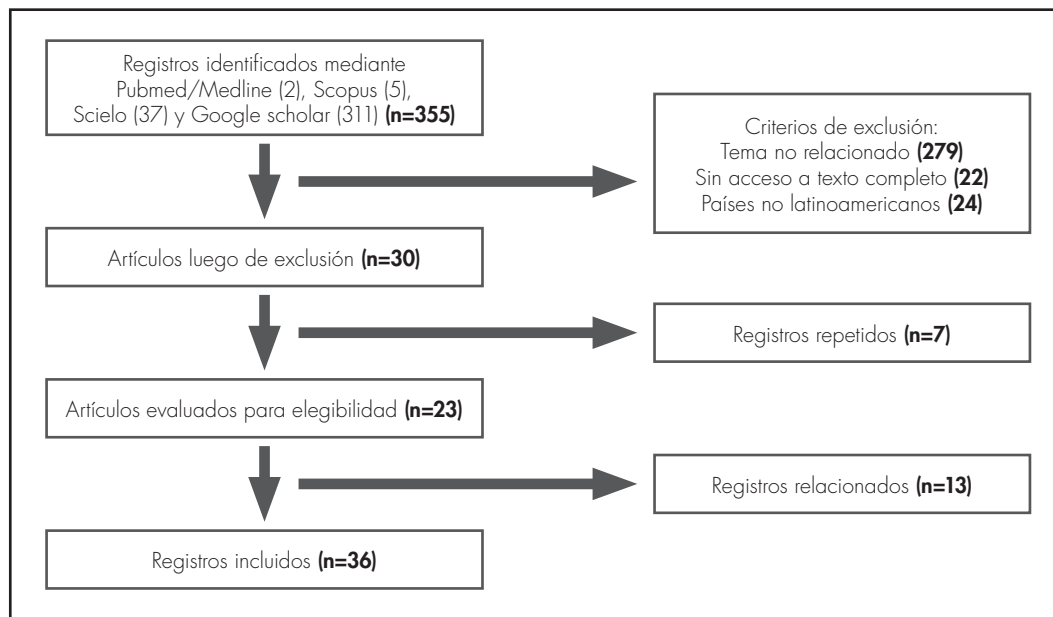 Registros identificados mediante
Pubmed/Medline (2), Scopus (5),
Scielo (37) y Google scholar (311) (n=355)
Criterios de exclusión:
Tema no relacionado (279)
Sin acceso a texto completo (22)
Países no latinoamericanos (24)
Artículos luego de exclusión (n=30)
Registros repetidos (n=7)
Artículos evaluados para elegibilidad (n=23)
Registros relacionados (n=13)
Registros incluidos (n=36)